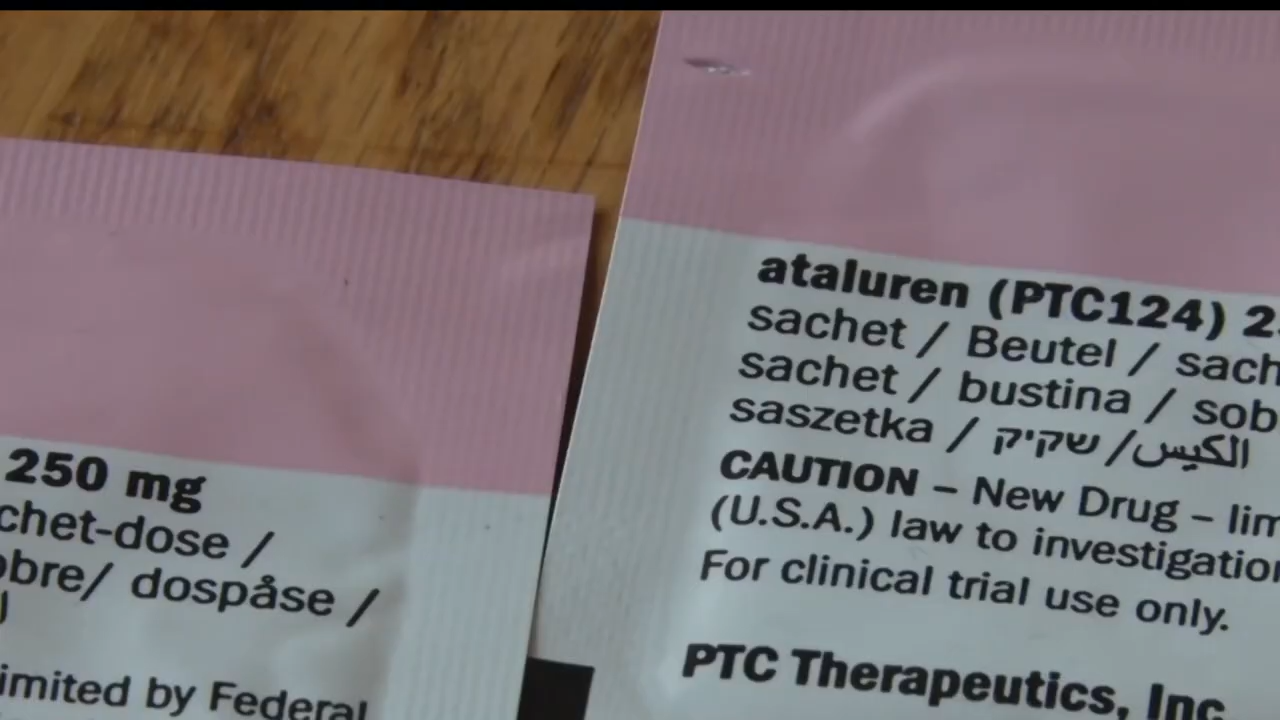 250 mg
chet-dose /
obre/ dospåse /
limited by Federal
ataluren (PTC124) 2
sachet / Beutel / sach
sachet / bustina / sob
saszetka / שקיק /الكيس
CAUTION – New Drug – lim
(U.S.A.) law to investigation
For clinical trial use only.
PTC Therapeutics, Inc